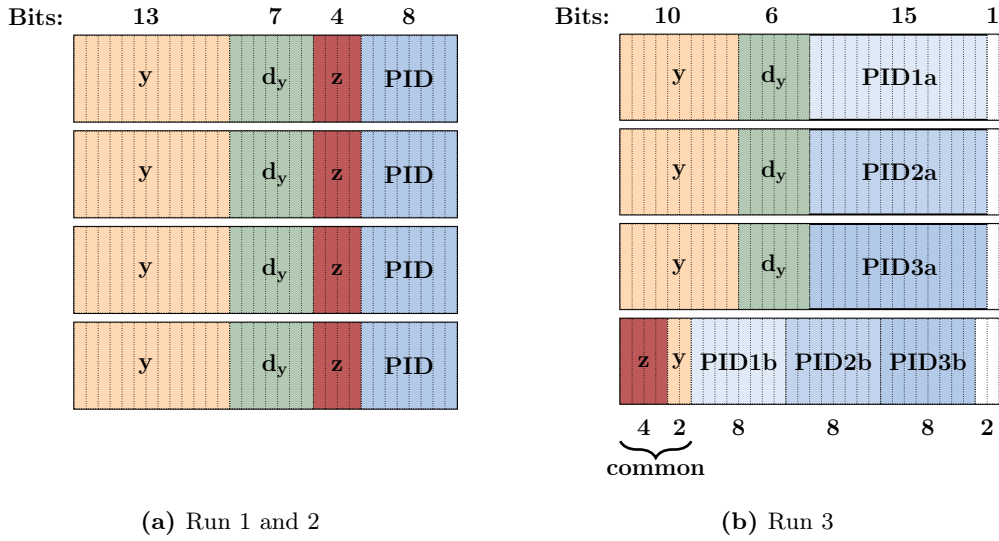 Bits: 13 7 4 8
y d_y z PID
y d_y z PID
y d_y z PID
y d_y z PID
(a) Run 1 and 2
Bits: 10 6 15 1
y d_y PID1a
y d_y PID2a
y d_y PID3a
z y PID1b PID2b PID3b
4 2 8 8 8 2
common
(b) Run 3